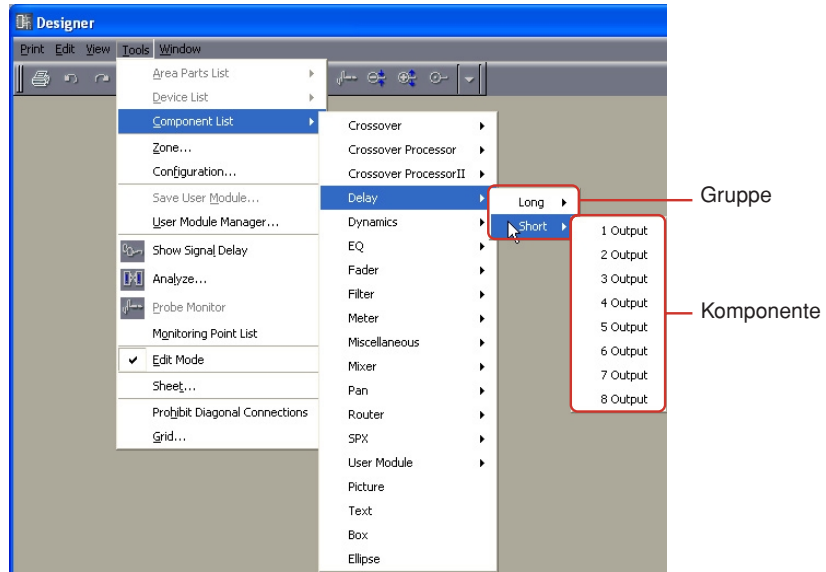 Designer
Print Edit View Tools Window
Area Parts List
Device List
Component List
Zone...
Configuration...
Save User Module...
User Module Manager...
Show Signal Delay
Analyze...
Probe Monitor
Monitoring Point List
Edit Mode
Sheet...
Prohibit Diagonal Connections
Grid...
Crossover
Crossover Processor
Crossover ProcessorII
Delay
Dynamics
EQ
Fader
Filter
Meter
Miscellaneous
Mixer
Pan
Router
SPX
User Module
Picture
Text
Box
Ellipse
Long
Short
1 Output
2 Output
3 Output
4 Output
5 Output
6 Output
7 Output
8 Output
Gruppe
Komponente